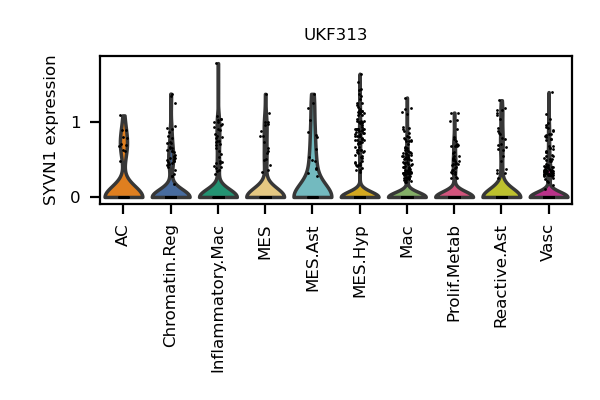 UKF313
SYVN1 expression
1
0
AC
Chromatin.Reg
Inflammatory.Mac
MES
MES.Ast
MES.Hyp
Mac
Prolif.Metab
Reactive.Ast
Vasc